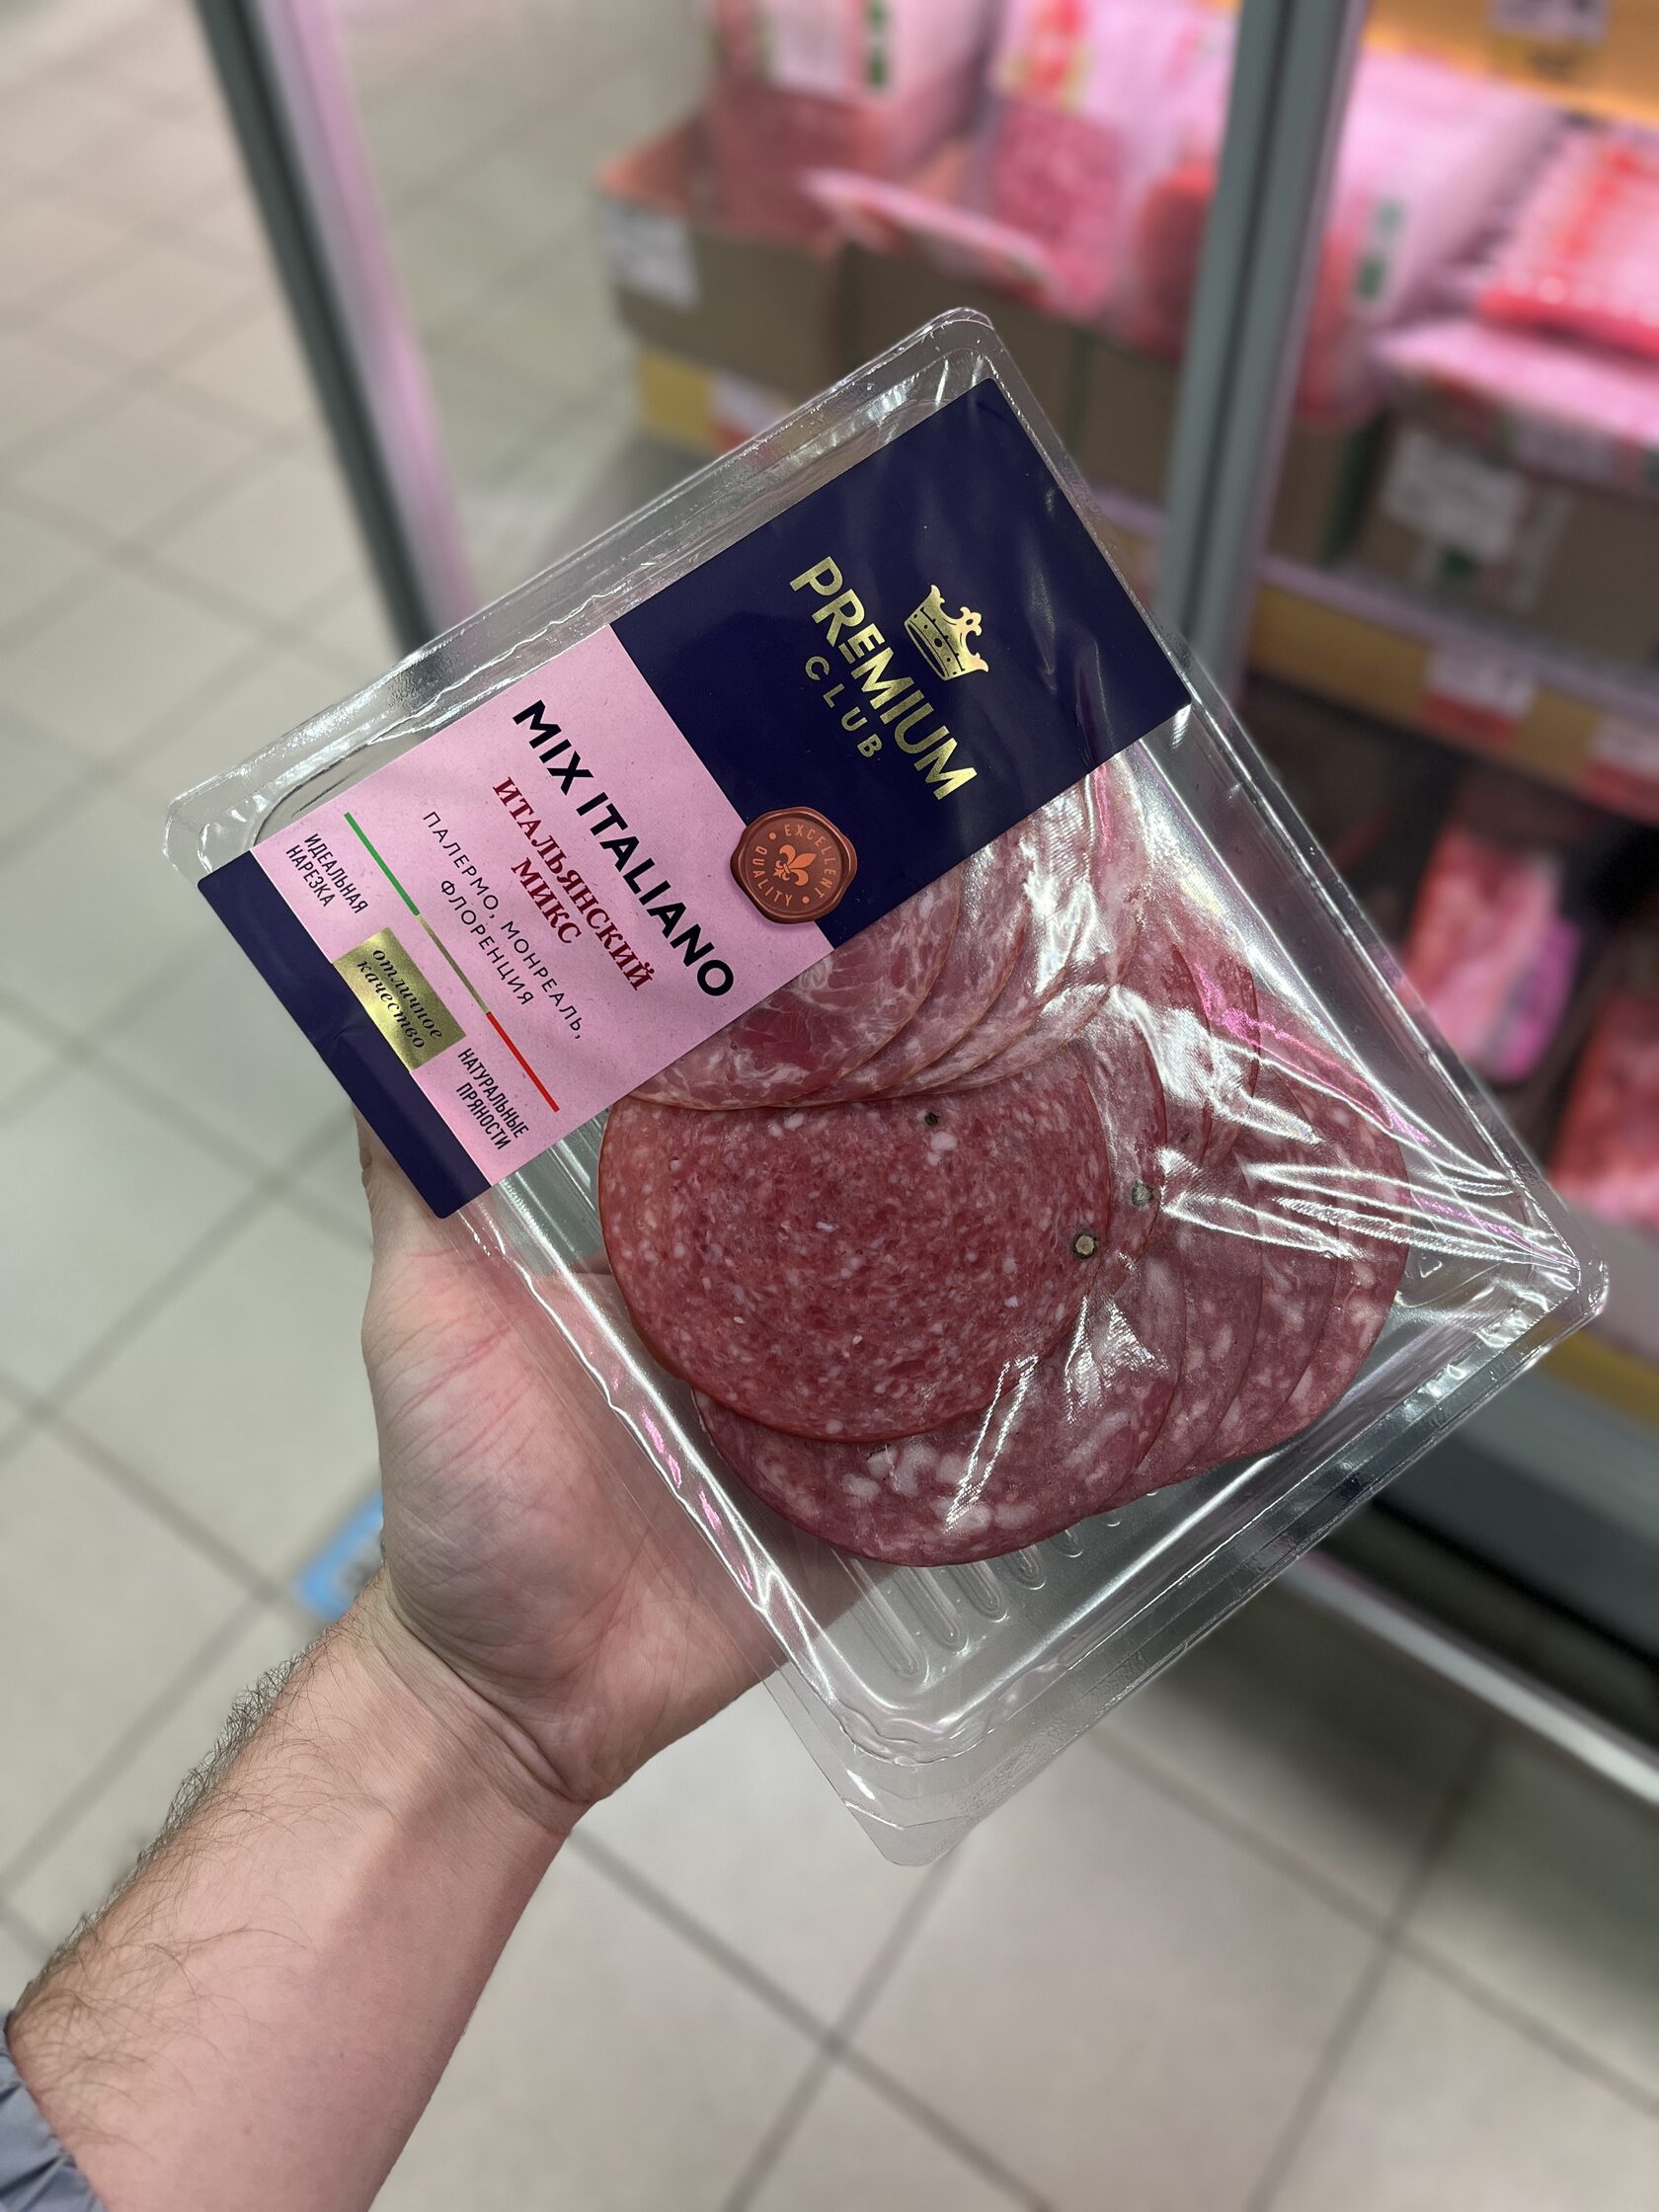 PREMIUM
CLUB
EXCELLENT
QUALITY
MIX ITALIANO
ИТАЛЬЯНСКИЙ
МИКС
ПАЛЕРМО, МОНРЕАЛЬ,
ФЛОРЕНЦИЯ
ИДЕАЛЬНАЯ
НАРЕЗКА
отличное
качество
НАТУРАЛЬНЫЕ
ПРЯНОСТИ